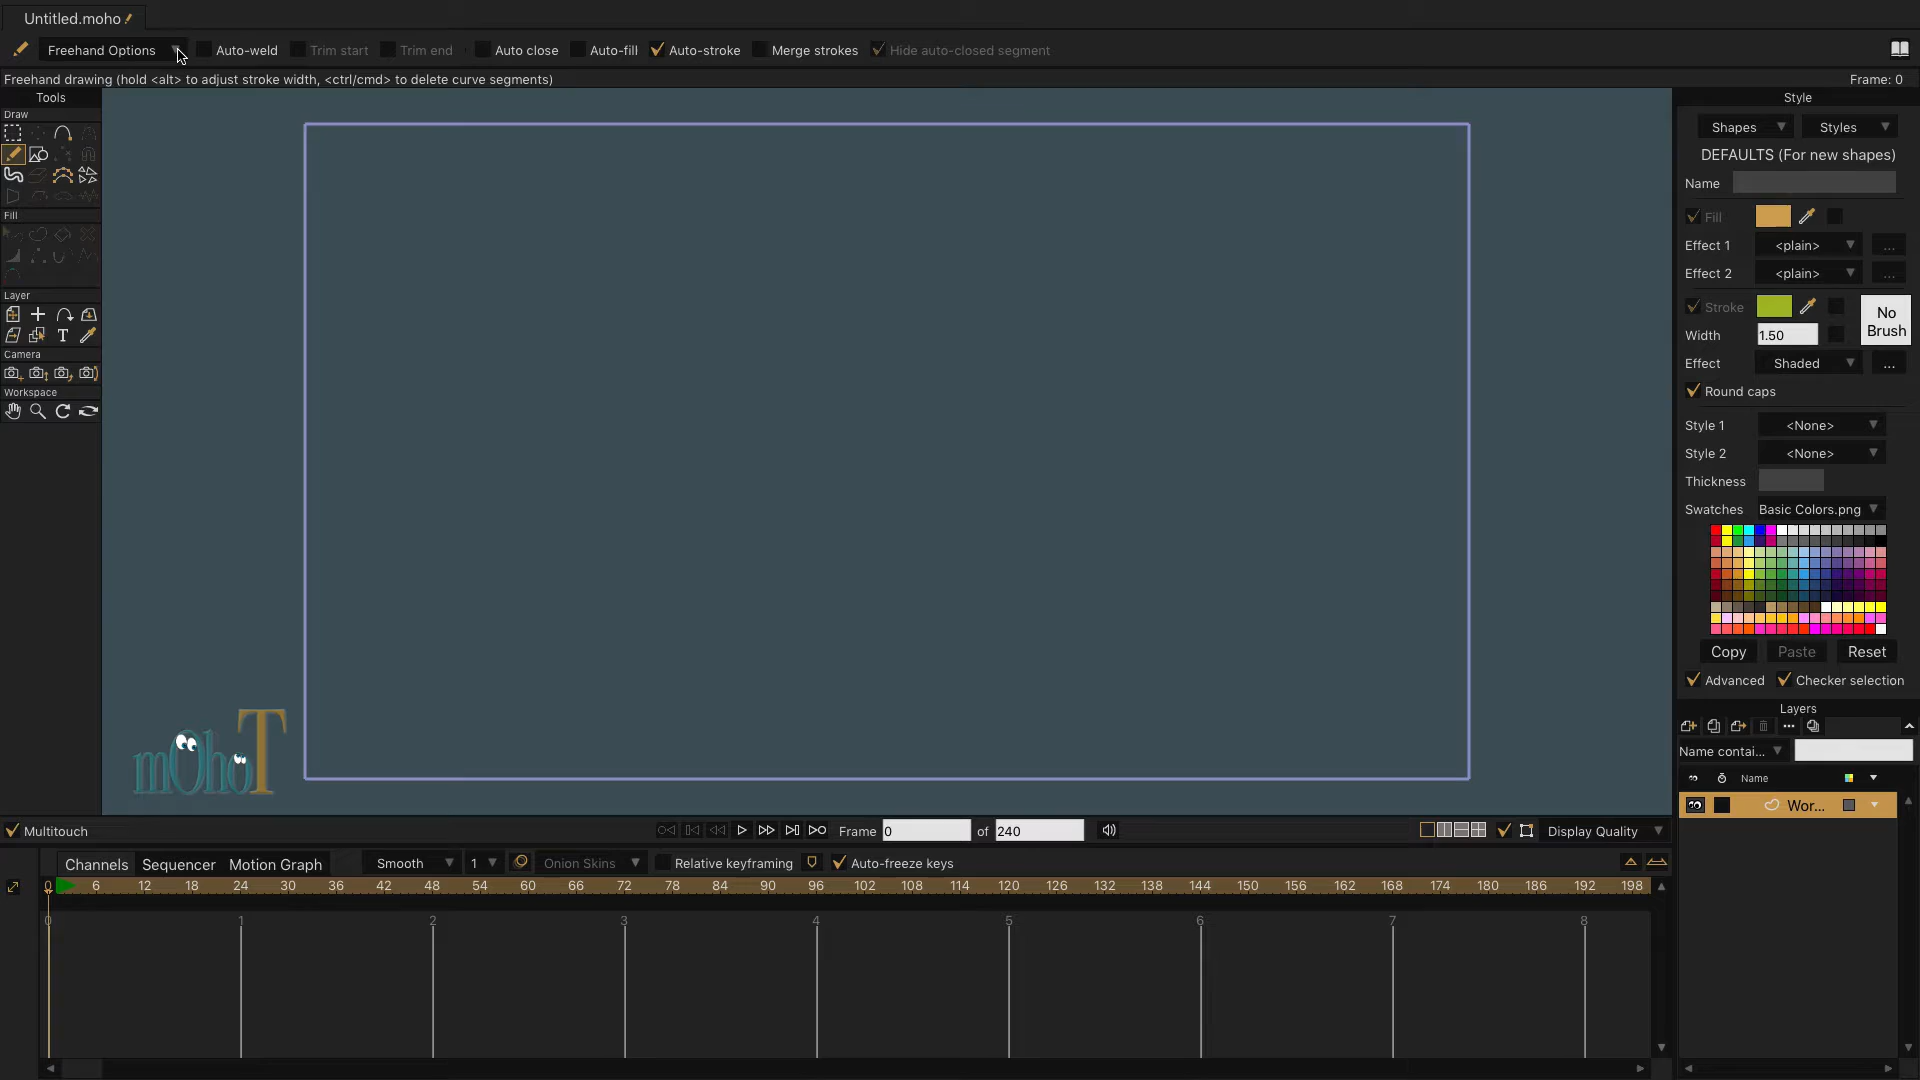 Untitled.moho
Freehand Options Auto-weld Trim start Trim end Auto close Auto-fill Auto-stroke Merge strokes Hide auto-closed segment
Freehand drawing (hold <alt> to adjust stroke width, <ctrl/cmd> to delete curve segments) Frame: 0
Tools
Draw
Fill
Layer
T
Camera
Workspace
Style
Shapes Styles
DEFAULTS (For new shapes)
Name
Fill
Effect 1 <plain> ...
Effect 2 <plain> ...
Stroke No Brush
Width 1.50
Effect Shaded ...
Round caps
Style 1 <None>
Style 2 <None>
Thickness
Swatches Basic Colors.png
Copy Paste Reset
Advanced Checker selection
Layers
Name contai...
Name
Wor...
mOhoT
Multitouch Frame 0 of 240 Display Quality
Channels Sequencer Motion Graph Smooth 1 Onion Skins Relative keyframing Auto-freeze keys
0 6 12 18 24 30 36 42 48 54 60 66 72 78 84 90 96 102 108 114 120 126 132 138 144 150 156 162 168 174 180 186 192 198
0 1 2 3 4 5 6 7 8